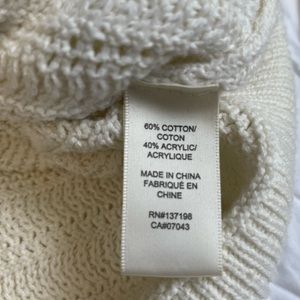 60% COTTON/
COTON
40% ACRYLIC/
ACRYLIQUE
MADE IN CHINA
FABRIQUÉ EN
CHINE
RN#137198
CA#07043